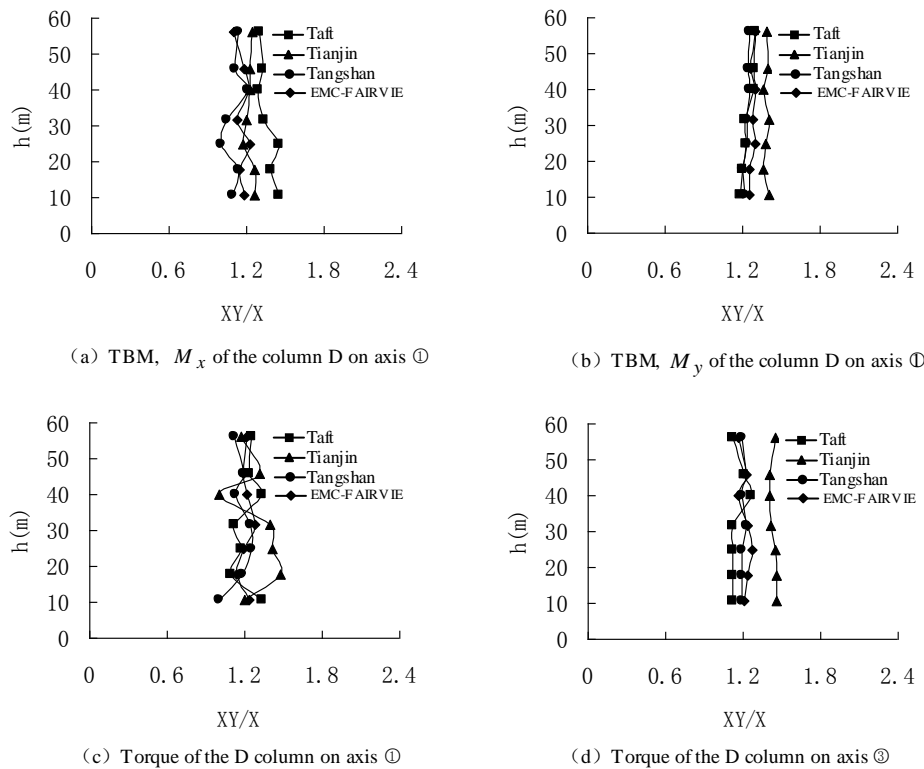 60
50
40
30
20
10
0
h(m)
0 0.6 1.2 1.8 2.4
XY/X
Taft
Tianjin
Tangshan
EMC-FAIRVIE
(a) TBM, M x of the column D on axis ①
60
50
40
30
20
10
0
h(m)
0 0.6 1.2 1.8 2.4
XY/X
Taft
Tianjin
Tangshan
EMC-FAIRVIE
(b) TBM, M y of the column D on axis ①
60
50
40
30
20
10
0
h(m)
0 0.6 1.2 1.8 2.4
XY/X
Taft
Tianjin
Tangshan
EMC-FAIRVIE
(c) Torque of the D column on axis ①
60
50
40
30
20
10
0
h(m)
0 0.6 1.2 1.8 2.4
XY/X
Taft
Tianjin
Tangshan
EMC-FAIRVIE
(d) Torque of the D column on axis ③